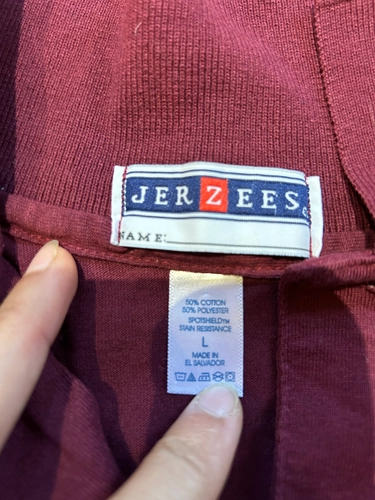 JERZEES
NAME:
50% COTTON
50% POLYESTER
SPOTSHIELD™
STAIN RESISTANCE
L
MADE IN
EL SALVADOR